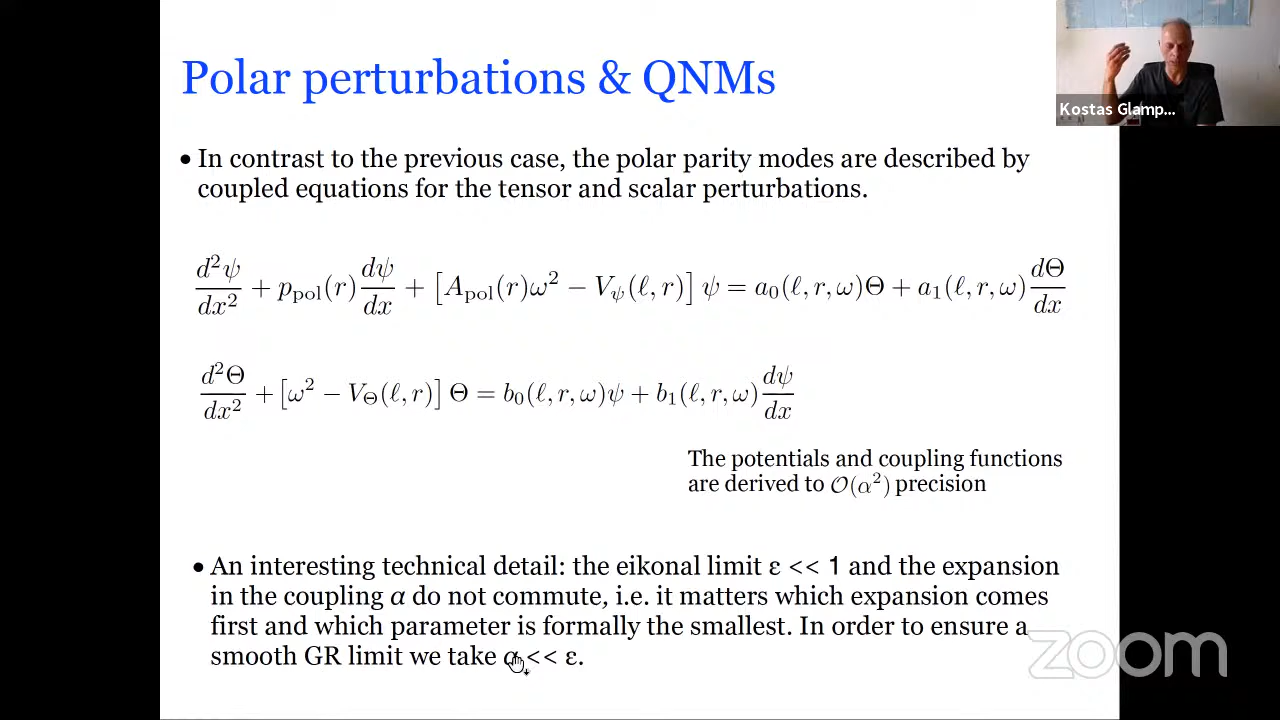 Polar perturbations & QNMs
Kostas Glamp...
• In contrast to the previous case, the polar parity modes are described by
coupled equations for the tensor and scalar perturbations.
d²ψ/dx² + p_pol(r) dψ/dx + [A_pol(r)ω² − V_ψ(ℓ, r)] ψ = a₀(ℓ, r, ω)Θ + a₁(ℓ, r, ω) dΘ/dx
d²Θ/dx² + [ω² − V_Θ(ℓ, r)] Θ = b₀(ℓ, r, ω)ψ + b₁(ℓ, r, ω) dψ/dx
The potentials and coupling functions
are derived to 𝒪(α²) precision
• An interesting technical detail: the eikonal limit ε << 1 and the expansion
in the coupling α do not commute, i.e. it matters which expansion comes
first and which parameter is formally the smallest. In order to ensure a
smooth GR limit we take α << ε.
zoom